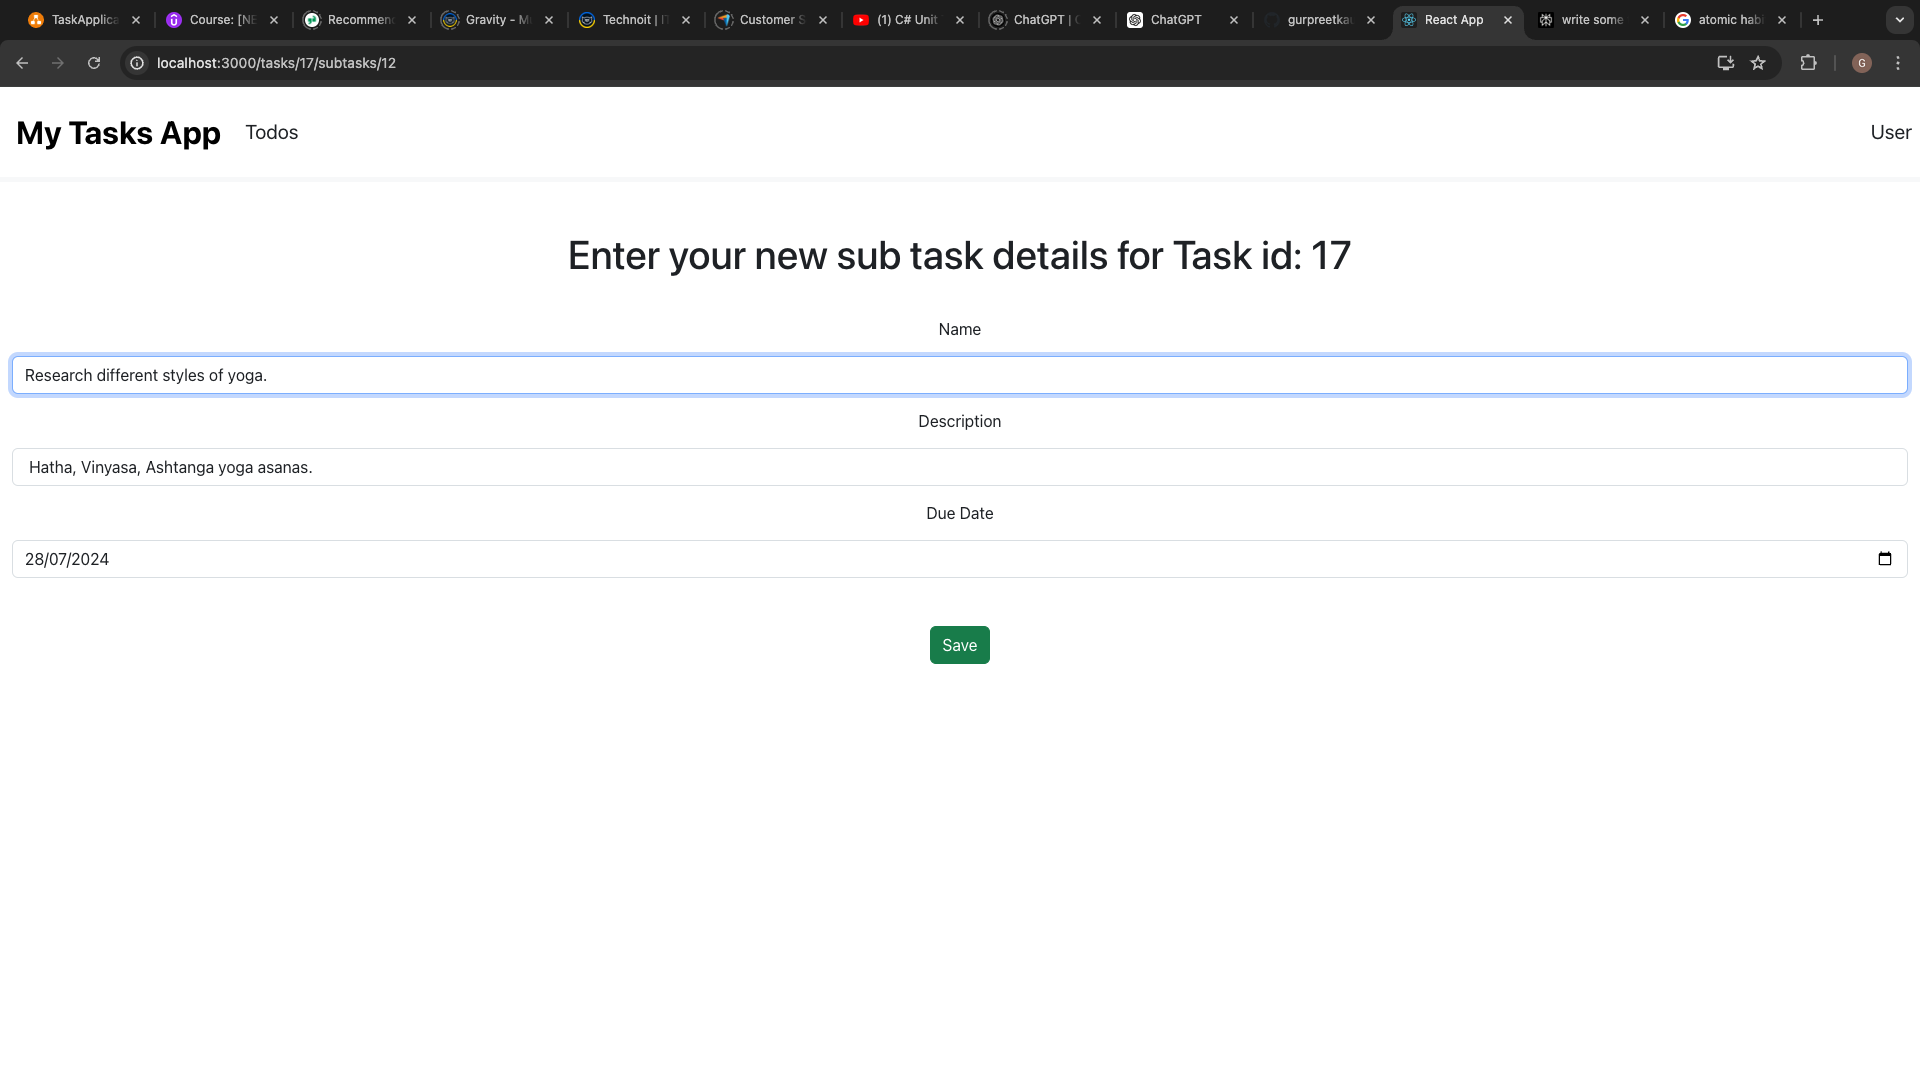 TaskApplica
Course: [NE
Recommend
Gravity - M
Technoit | IT
Customer S
(1) C# Unit
ChatGPT |
ChatGPT
gurpreetka
React App
write some
atomic hab
localhost:3000/tasks/17/subtasks/12
G
My Tasks App
Todos
User
Enter your new sub task details for Task id: 17
Name
Research different styles of yoga.
Description
Hatha, Vinyasa, Ashtanga yoga asanas.
Due Date
28/07/2024
Save